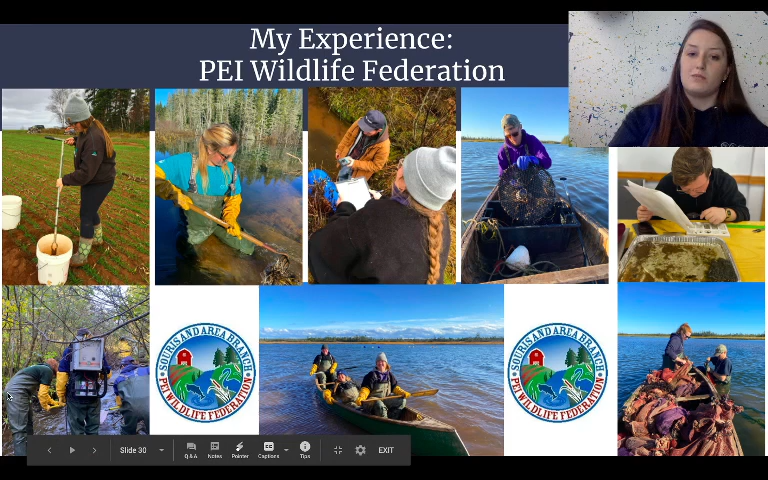 My Experience:
PEI Wildlife Federation
SOURIS AND AREA BRANCH
PEI WILDLIFE FEDERATION
SOURIS AND AREA BRANCH
PEI WILDLIFE FEDERATION
Slide 30
Q & A
Notes
Pointer
Captions
Tips
EXIT